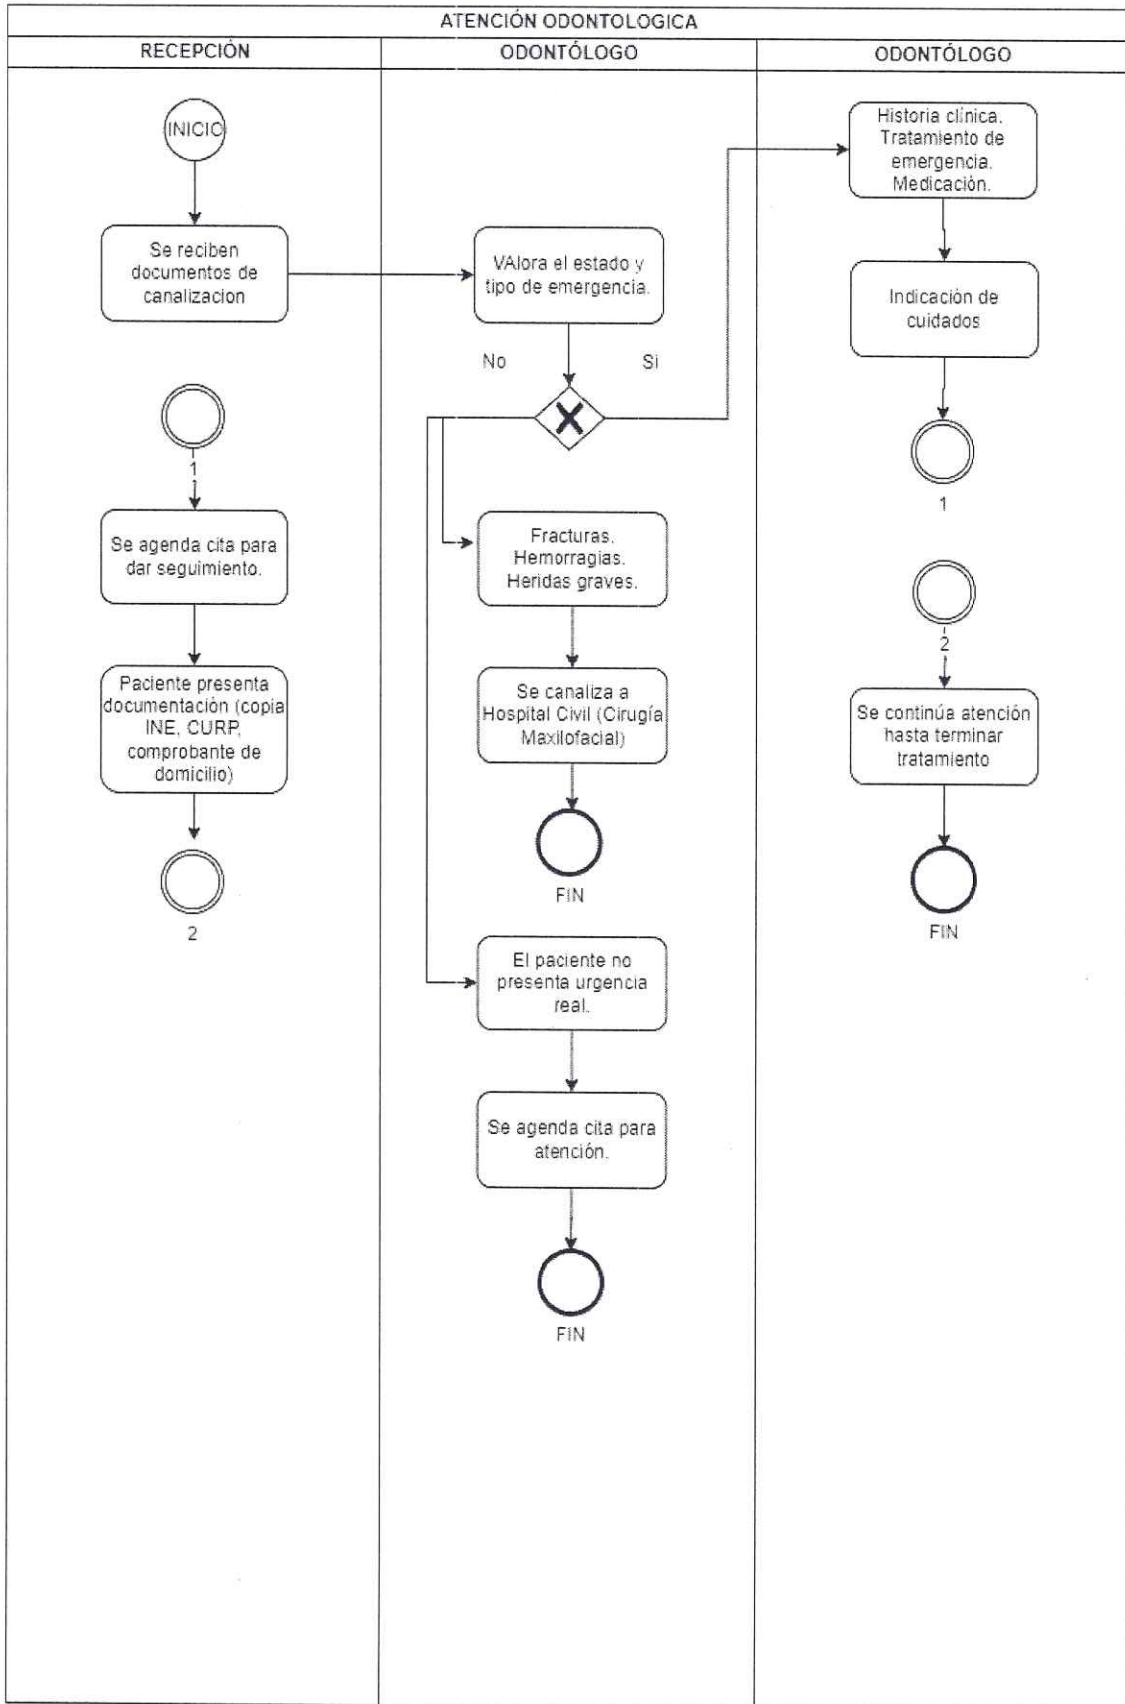 ATENCIÓN ODONTOLOGICA
RECEPCIÓN
ODONTÓLOGO
ODONTÓLOGO
INICIO
Se reciben
documentos de
canalizacion
1
Se agenda cita para
dar seguimiento.
Paciente presenta
documentación (copia
INE, CURP,
comprobante de
domicilio)
2
VAlora el estado y
tipo de emergencia.
No
Si
Fracturas.
Hemorragias.
Heridas graves.
Se canaliza a
Hospital Civil (Cirugía
Maxilofacial)
FIN
El paciente no
presenta urgencia
real.
Se agenda cita para
atención.
FIN
Historia clínica.
Tratamiento de
emergencia.
Medicación.
Indicación de
cuidados
1
2
Se continúa atención
hasta terminar
tratamiento
FIN